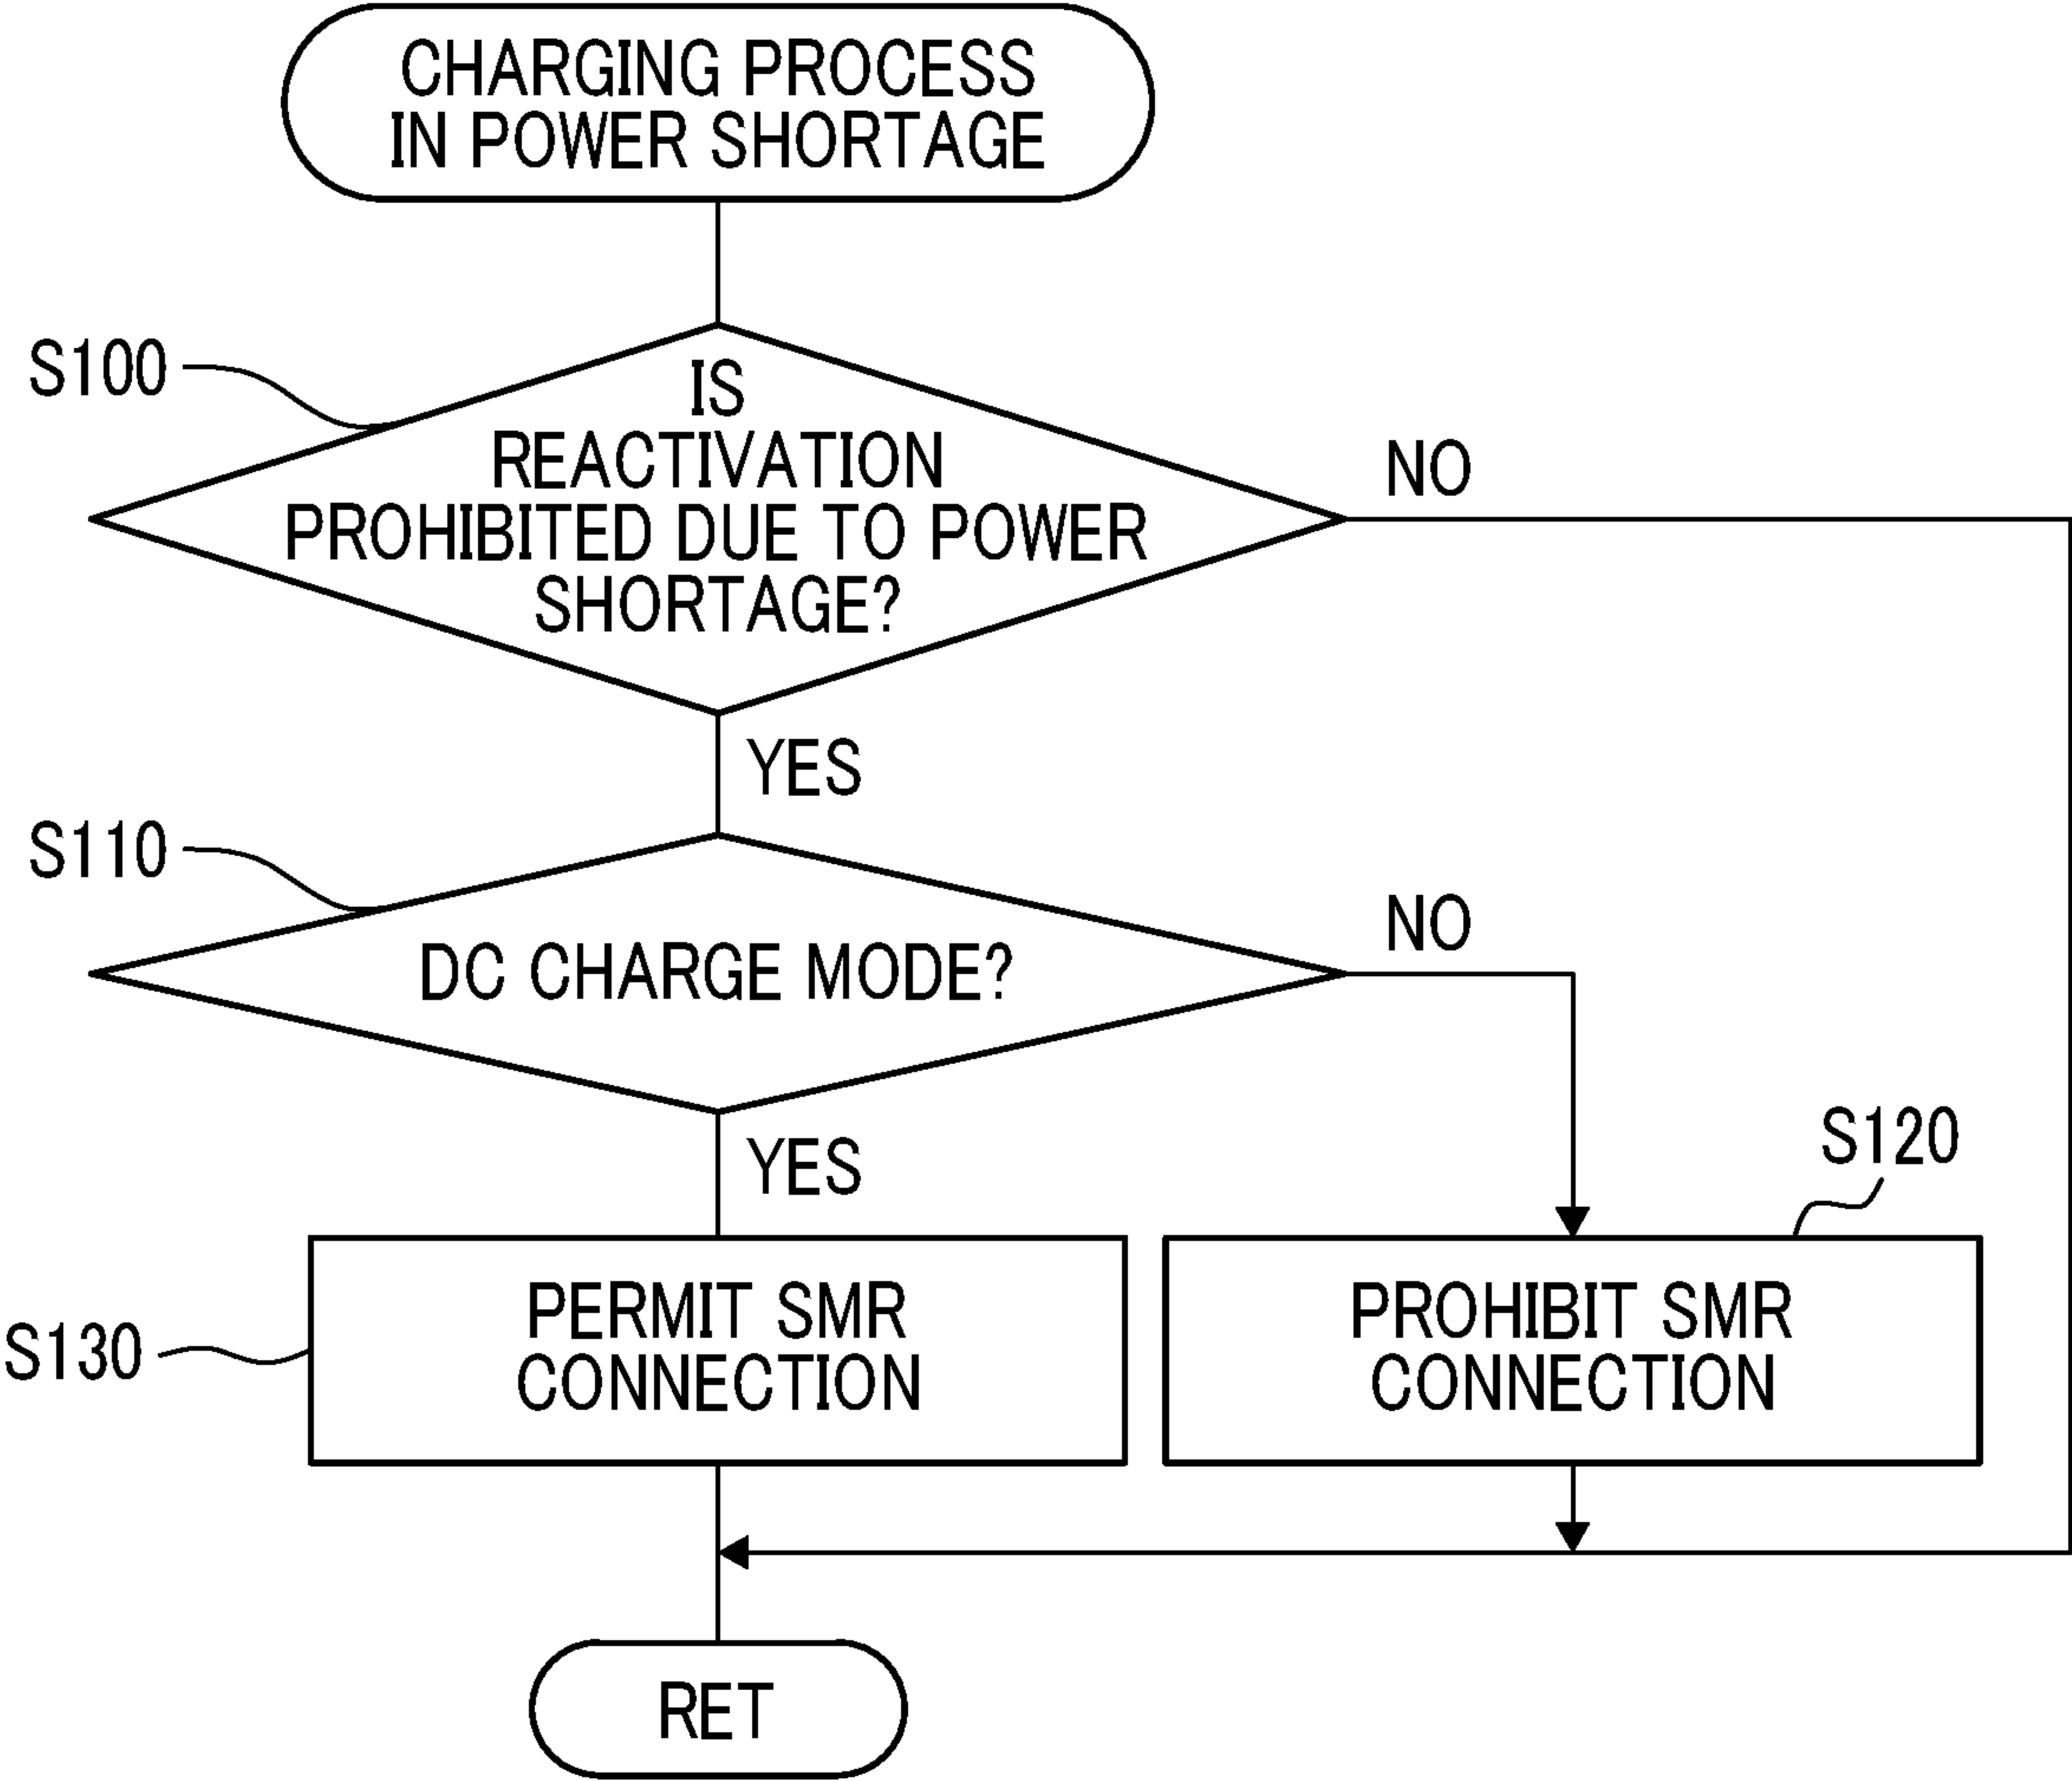 CHARGING PROCESS
IN POWER SHORTAGE
S100
IS
REACTIVATION
PROHIBITED DUE TO POWER
SHORTAGE?
NO
YES
S110
DC CHARGE MODE?
NO
YES
S120
S130
PERMIT SMR
CONNECTION
PROHIBIT SMR
CONNECTION
RET